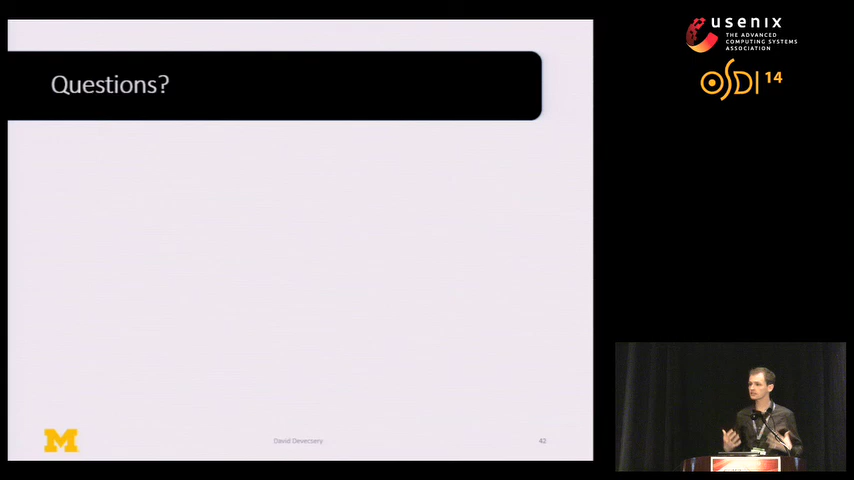 Questions?
David Devecsery
42
usenix
THE ADVANCED
COMPUTING SYSTEMS
ASSOCIATION
OSDI 14